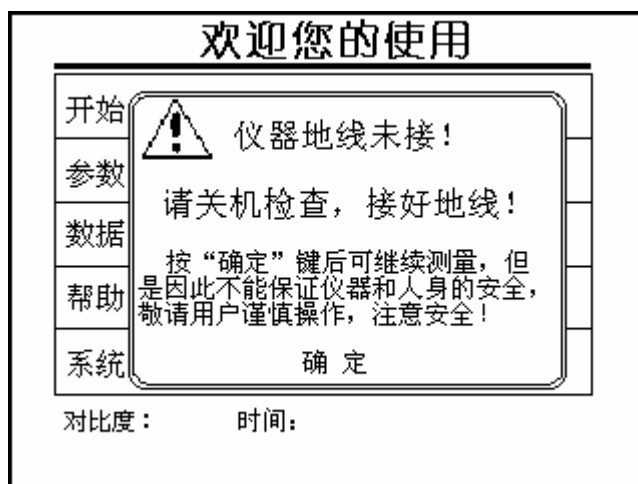 欢迎您的使用
开始
仪器地线未接！
参数
请关机检查，接好地线！
数据
按“确定”键后可继续测量，但
帮助
是因此不能保证仪器和人身的安全，
敬请用户谨慎操作，注意安全！
系统
确 定
对比度： 时间：